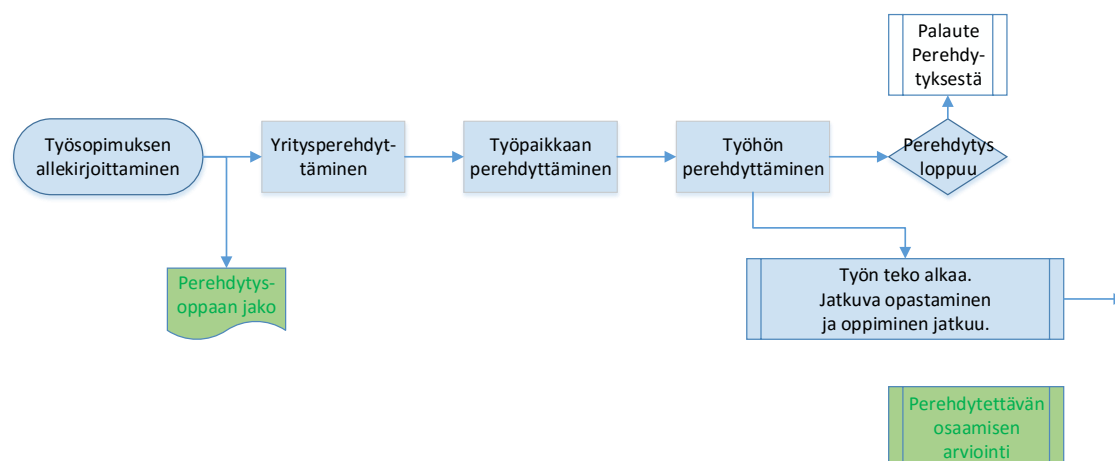 Palaute
Perehdy-
tyksestä
Työsopimuksen
allekirjoittaminen
Yritysperehdyt-
täminen
Työpaikkaan
perehdyttäminen
Työhön
perehdyttäminen
Perehdytys
loppuu
Perehdytys-
oppaan jako
Työn teko alkaa.
Jatkuva opastaminen
ja oppiminen jatkuu.
Perehdytettävän
osaamisen
arviointi